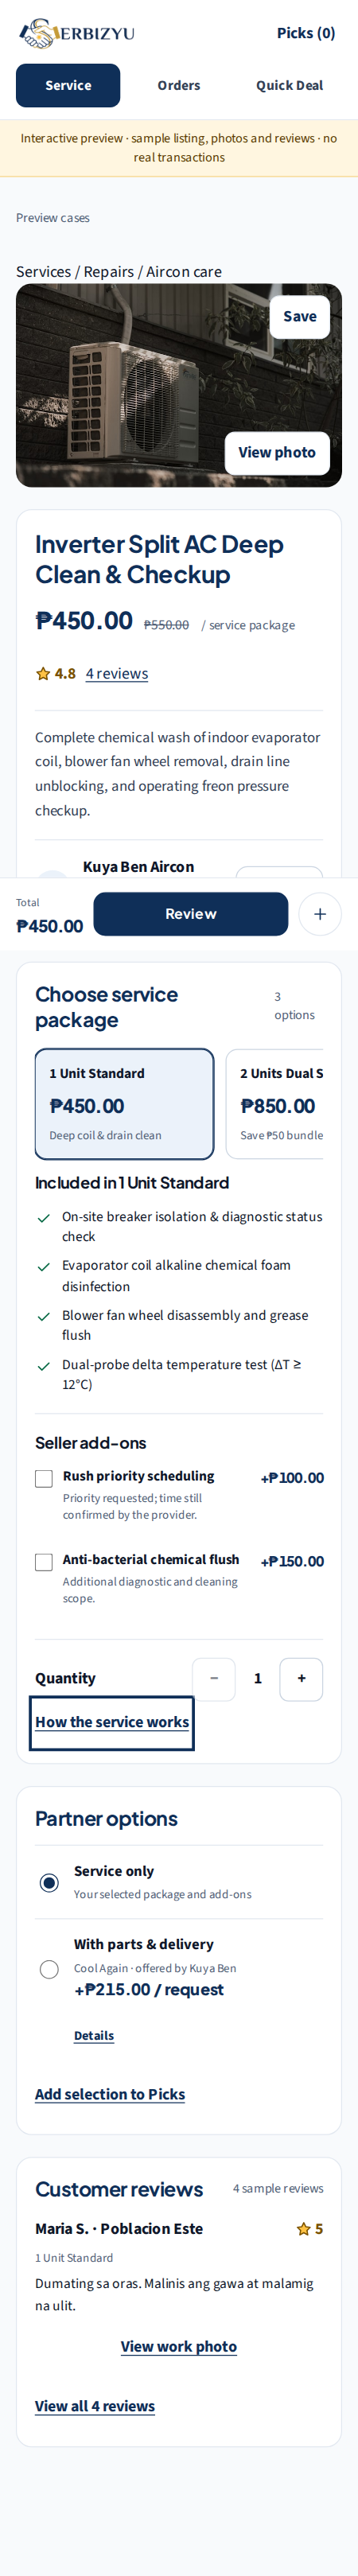 ERBIZYU
Picks (0)
Service
Orders
Quick Deal
Interactive preview · sample listing, photos and reviews · no
real transactions
Preview cases
Services / Repairs / Aircon care
Save
View photo
Inverter Split AC Deep
Clean & Checkup
₱450.00 ₱550.00 / service package
4.8 4 reviews
Complete chemical wash of indoor evaporator
coil, blower fan wheel removal, drain line
unblocking, and operating freon pressure
checkup.
Kuya Ben Aircon
Total
₱450.00
Review
+
Choose service
package
3
options
1 Unit Standard
₱450.00
Deep coil & drain clean
2 Units Dual S
₱850.00
Save ₱50 bundle
Included in 1 Unit Standard
On-site breaker isolation & diagnostic status
check
Evaporator coil alkaline chemical foam
disinfection
Blower fan wheel disassembly and grease
flush
Dual-probe delta temperature test (ΔT ≥
12°C)
Seller add-ons
Rush priority scheduling
+₱100.00
Priority requested; time still
confirmed by the provider.
Anti-bacterial chemical flush
+₱150.00
Additional diagnostic and cleaning
scope.
Quantity
− 1 +
How the service works
Partner options
Service only
Your selected package and add-ons
With parts & delivery
Cool Again · offered by Kuya Ben
+₱215.00 / request
Details
Add selection to Picks
Customer reviews
4 sample reviews
Maria S. · Poblacion Este
5
1 Unit Standard
Dumating sa oras. Malinis ang gawa at malamig
na ulit.
View work photo
View all 4 reviews